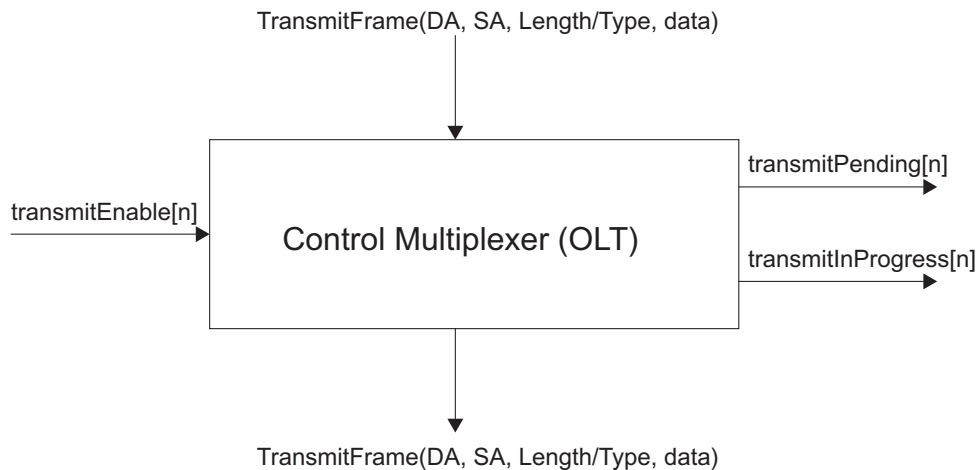 TransmitFrame(DA, SA, Length/Type, data)
transmitPending[n]
transmitEnable[n]
Control Multiplexer (OLT)
transmitInProgress[n]
TransmitFrame(DA, SA, Length/Type, data)